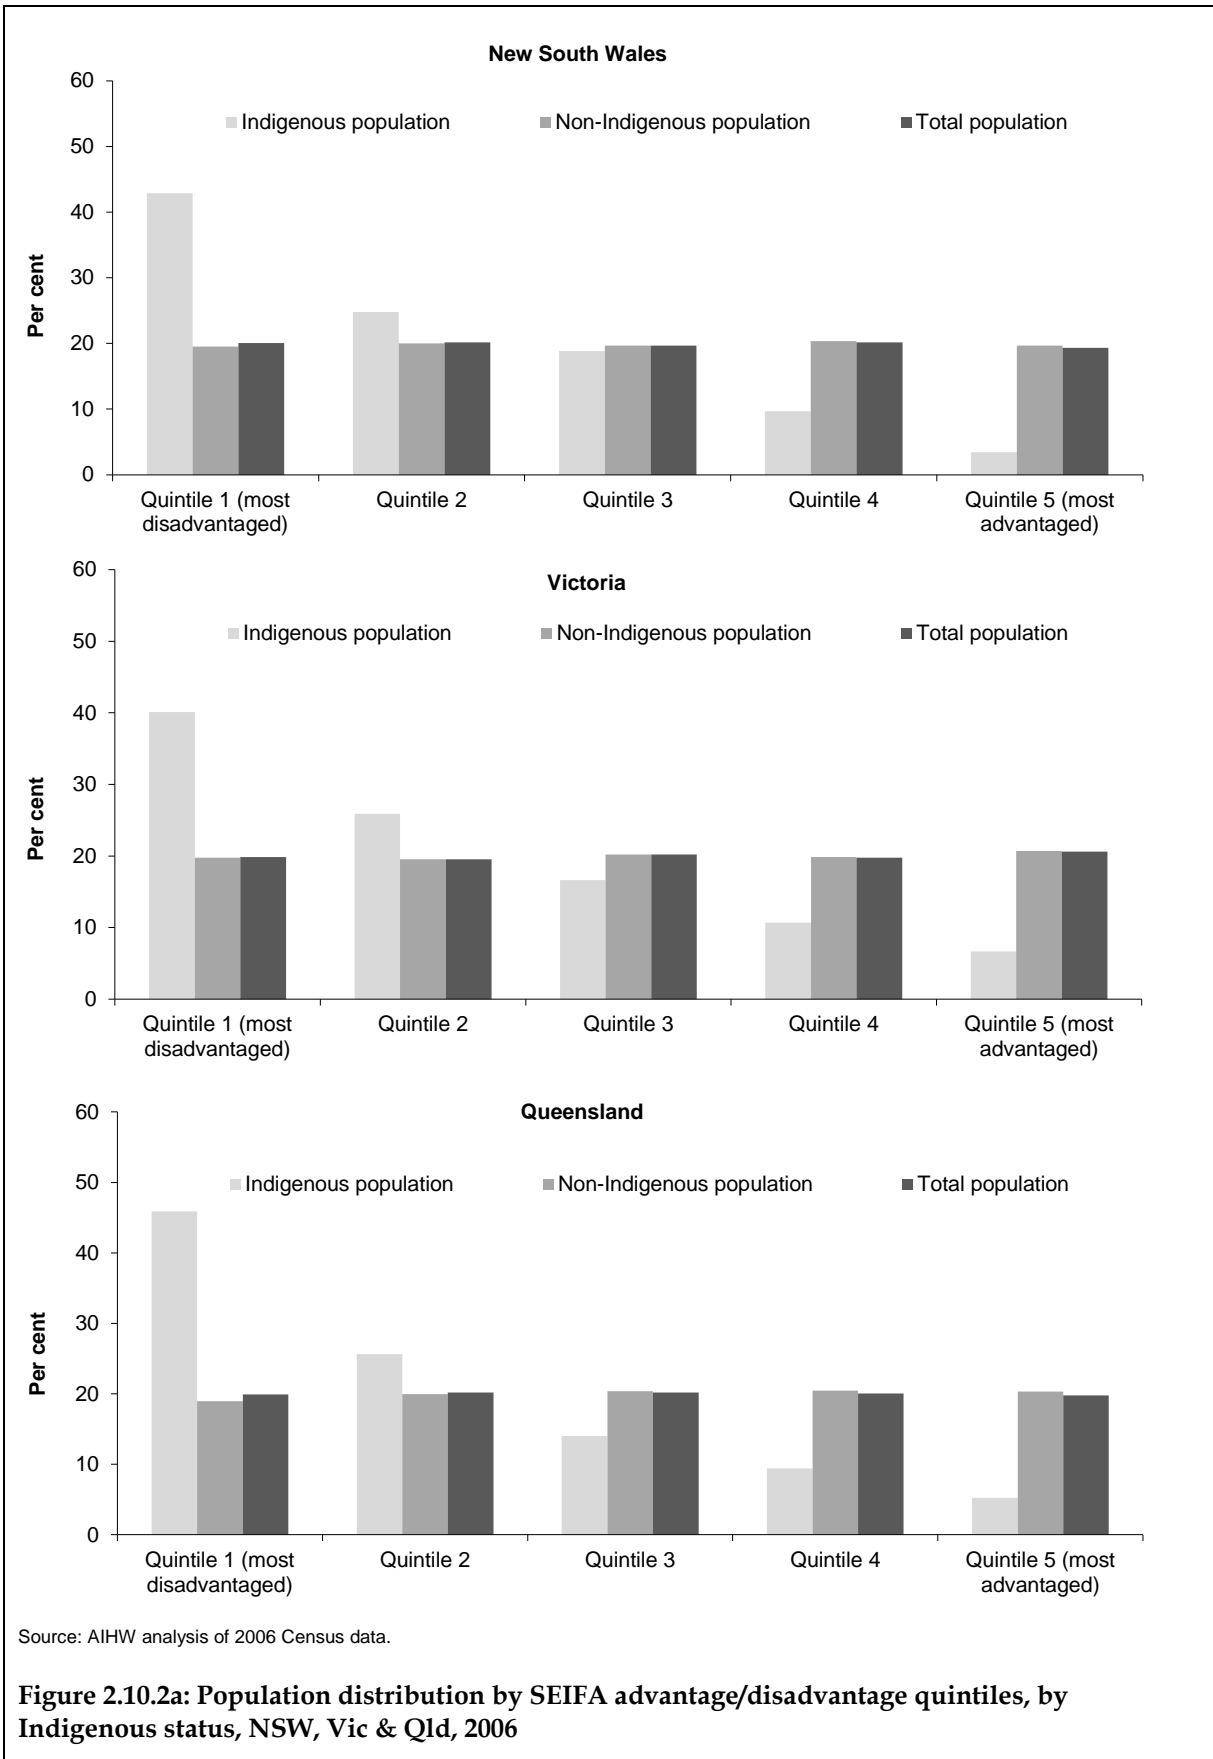 New South Wales
60
Indigenous population Non-Indigenous population Total population
50
40
30
20
10
0
Per cent
Quintile 1 (most disadvantaged) Quintile 2 Quintile 3 Quintile 4 Quintile 5 (most advantaged)
Victoria
60
Indigenous population Non-Indigenous population Total population
50
40
30
20
10
0
Per cent
Quintile 1 (most disadvantaged) Quintile 2 Quintile 3 Quintile 4 Quintile 5 (most advantaged)
Queensland
60
Indigenous population Non-Indigenous population Total population
50
40
30
20
10
0
Per cent
Quintile 1 (most disadvantaged) Quintile 2 Quintile 3 Quintile 4 Quintile 5 (most advantaged)
Source: AIHW analysis of 2006 Census data.
Figure 2.10.2a: Population distribution by SEIFA advantage/disadvantage quintiles, by
Indigenous status, NSW, Vic & Qld, 2006